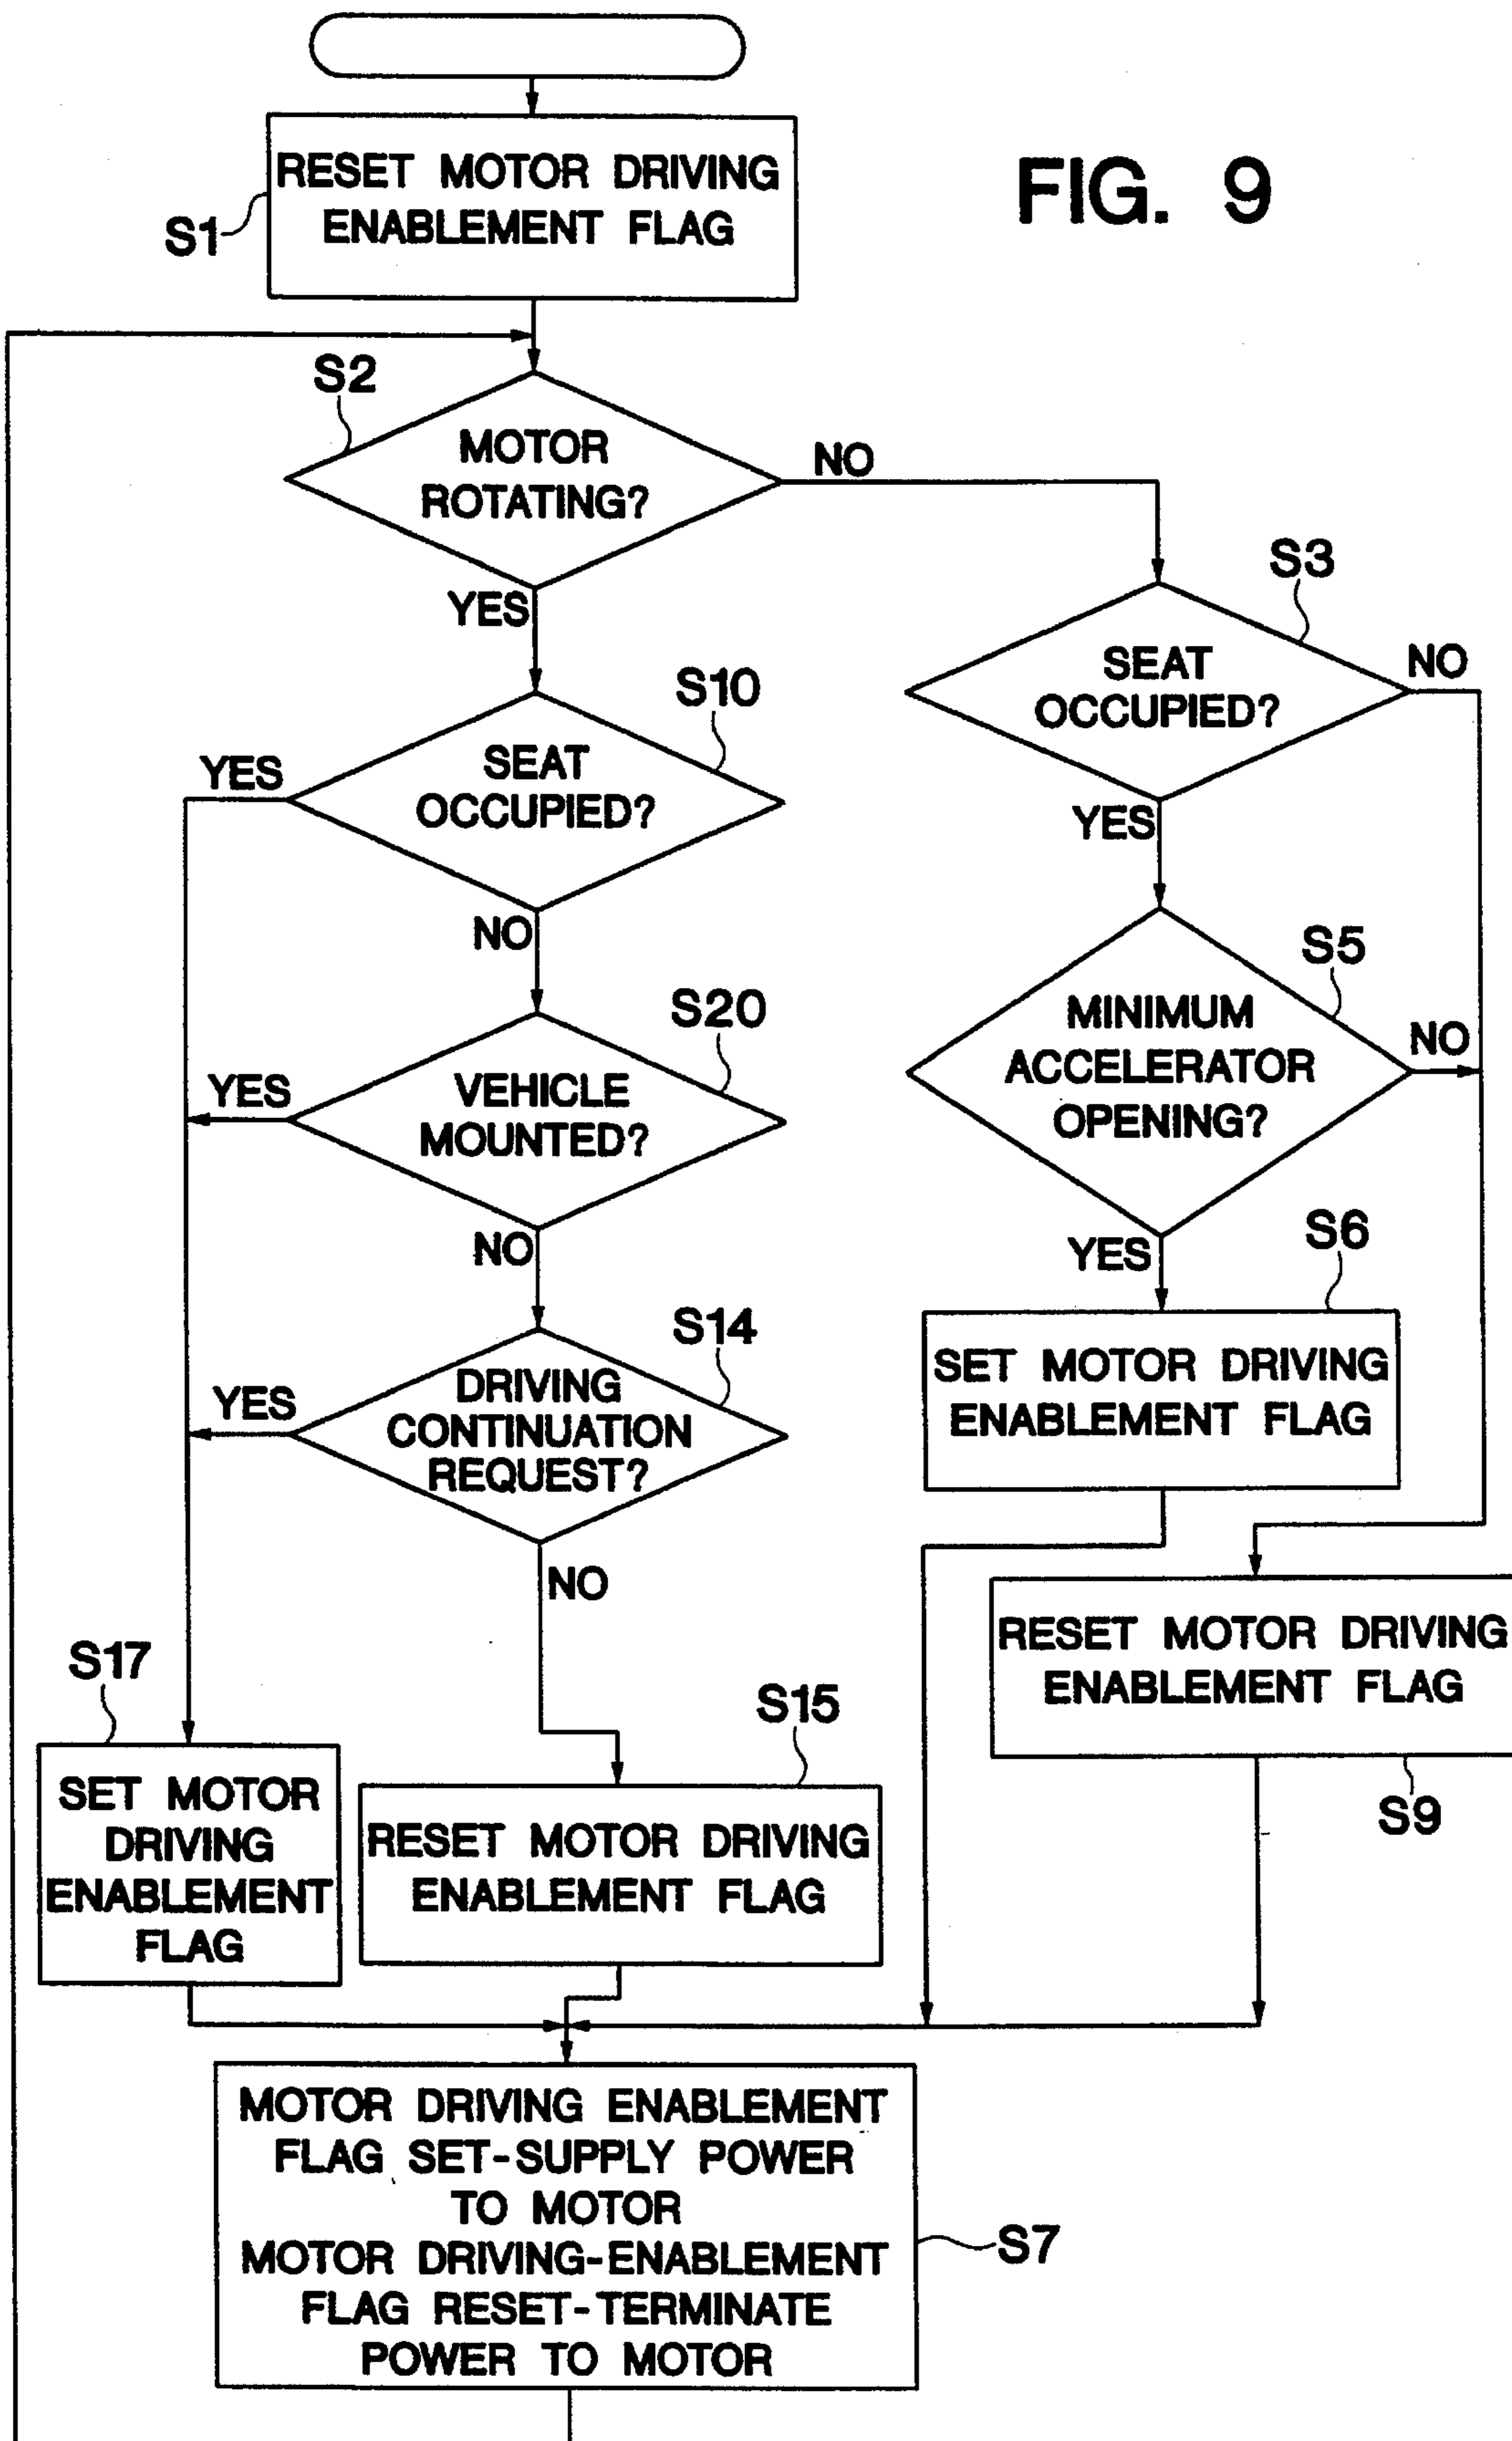 FIG. 9
RESET MOTOR DRIVING
ENABLEMENT FLAG
S1
S2
MOTOR
ROTATING?
NO
YES
S3
SEAT
OCCUPIED?
NO
YES
S10
SEAT
OCCUPIED?
YES
NO
S5
MINIMUM
ACCELERATOR
OPENING?
NO
YES
S20
VEHICLE
MOUNTED?
YES
NO
S6
SET MOTOR DRIVING
ENABLEMENT FLAG
S14
DRIVING
CONTINUATION
REQUEST?
YES
NO
RESET MOTOR DRIVING
ENABLEMENT FLAG
S9
S17
SET MOTOR
DRIVING
ENABLEMENT
FLAG
S15
RESET MOTOR DRIVING
ENABLEMENT FLAG
MOTOR DRIVING ENABLEMENT
FLAG SET-SUPPLY POWER
TO MOTOR
MOTOR DRIVING-ENABLEMENT
FLAG RESET-TERMINATE
POWER TO MOTOR
S7